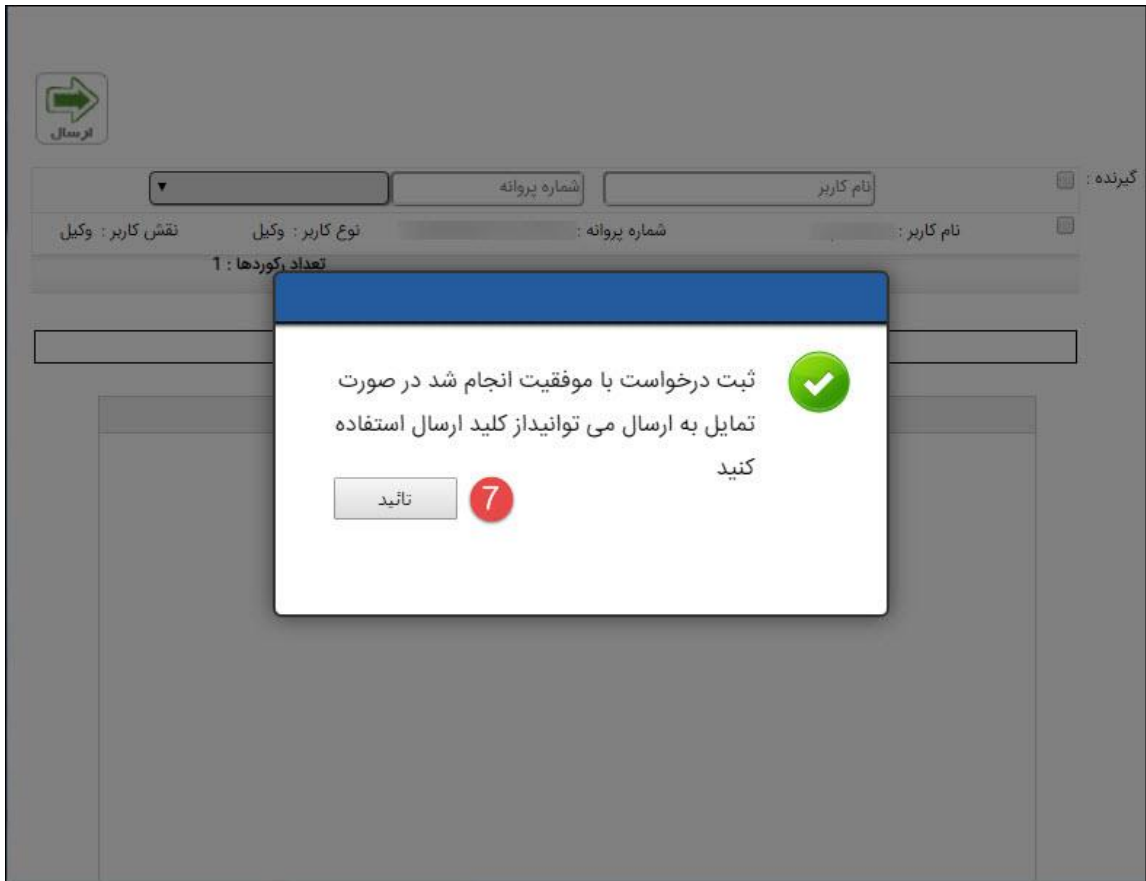 ارسال
گیرنده :
نام کاربر شماره پروانه
نام کاربر : شماره پروانه : نوع کاربر : وکیل نقش کاربر : وکیل
تعداد رکوردها : 1
ثبت درخواست با موفقیت انجام شد در صورت
تمایل به ارسال می توانیداز کلید ارسال استفاده
کنید
7 تائید